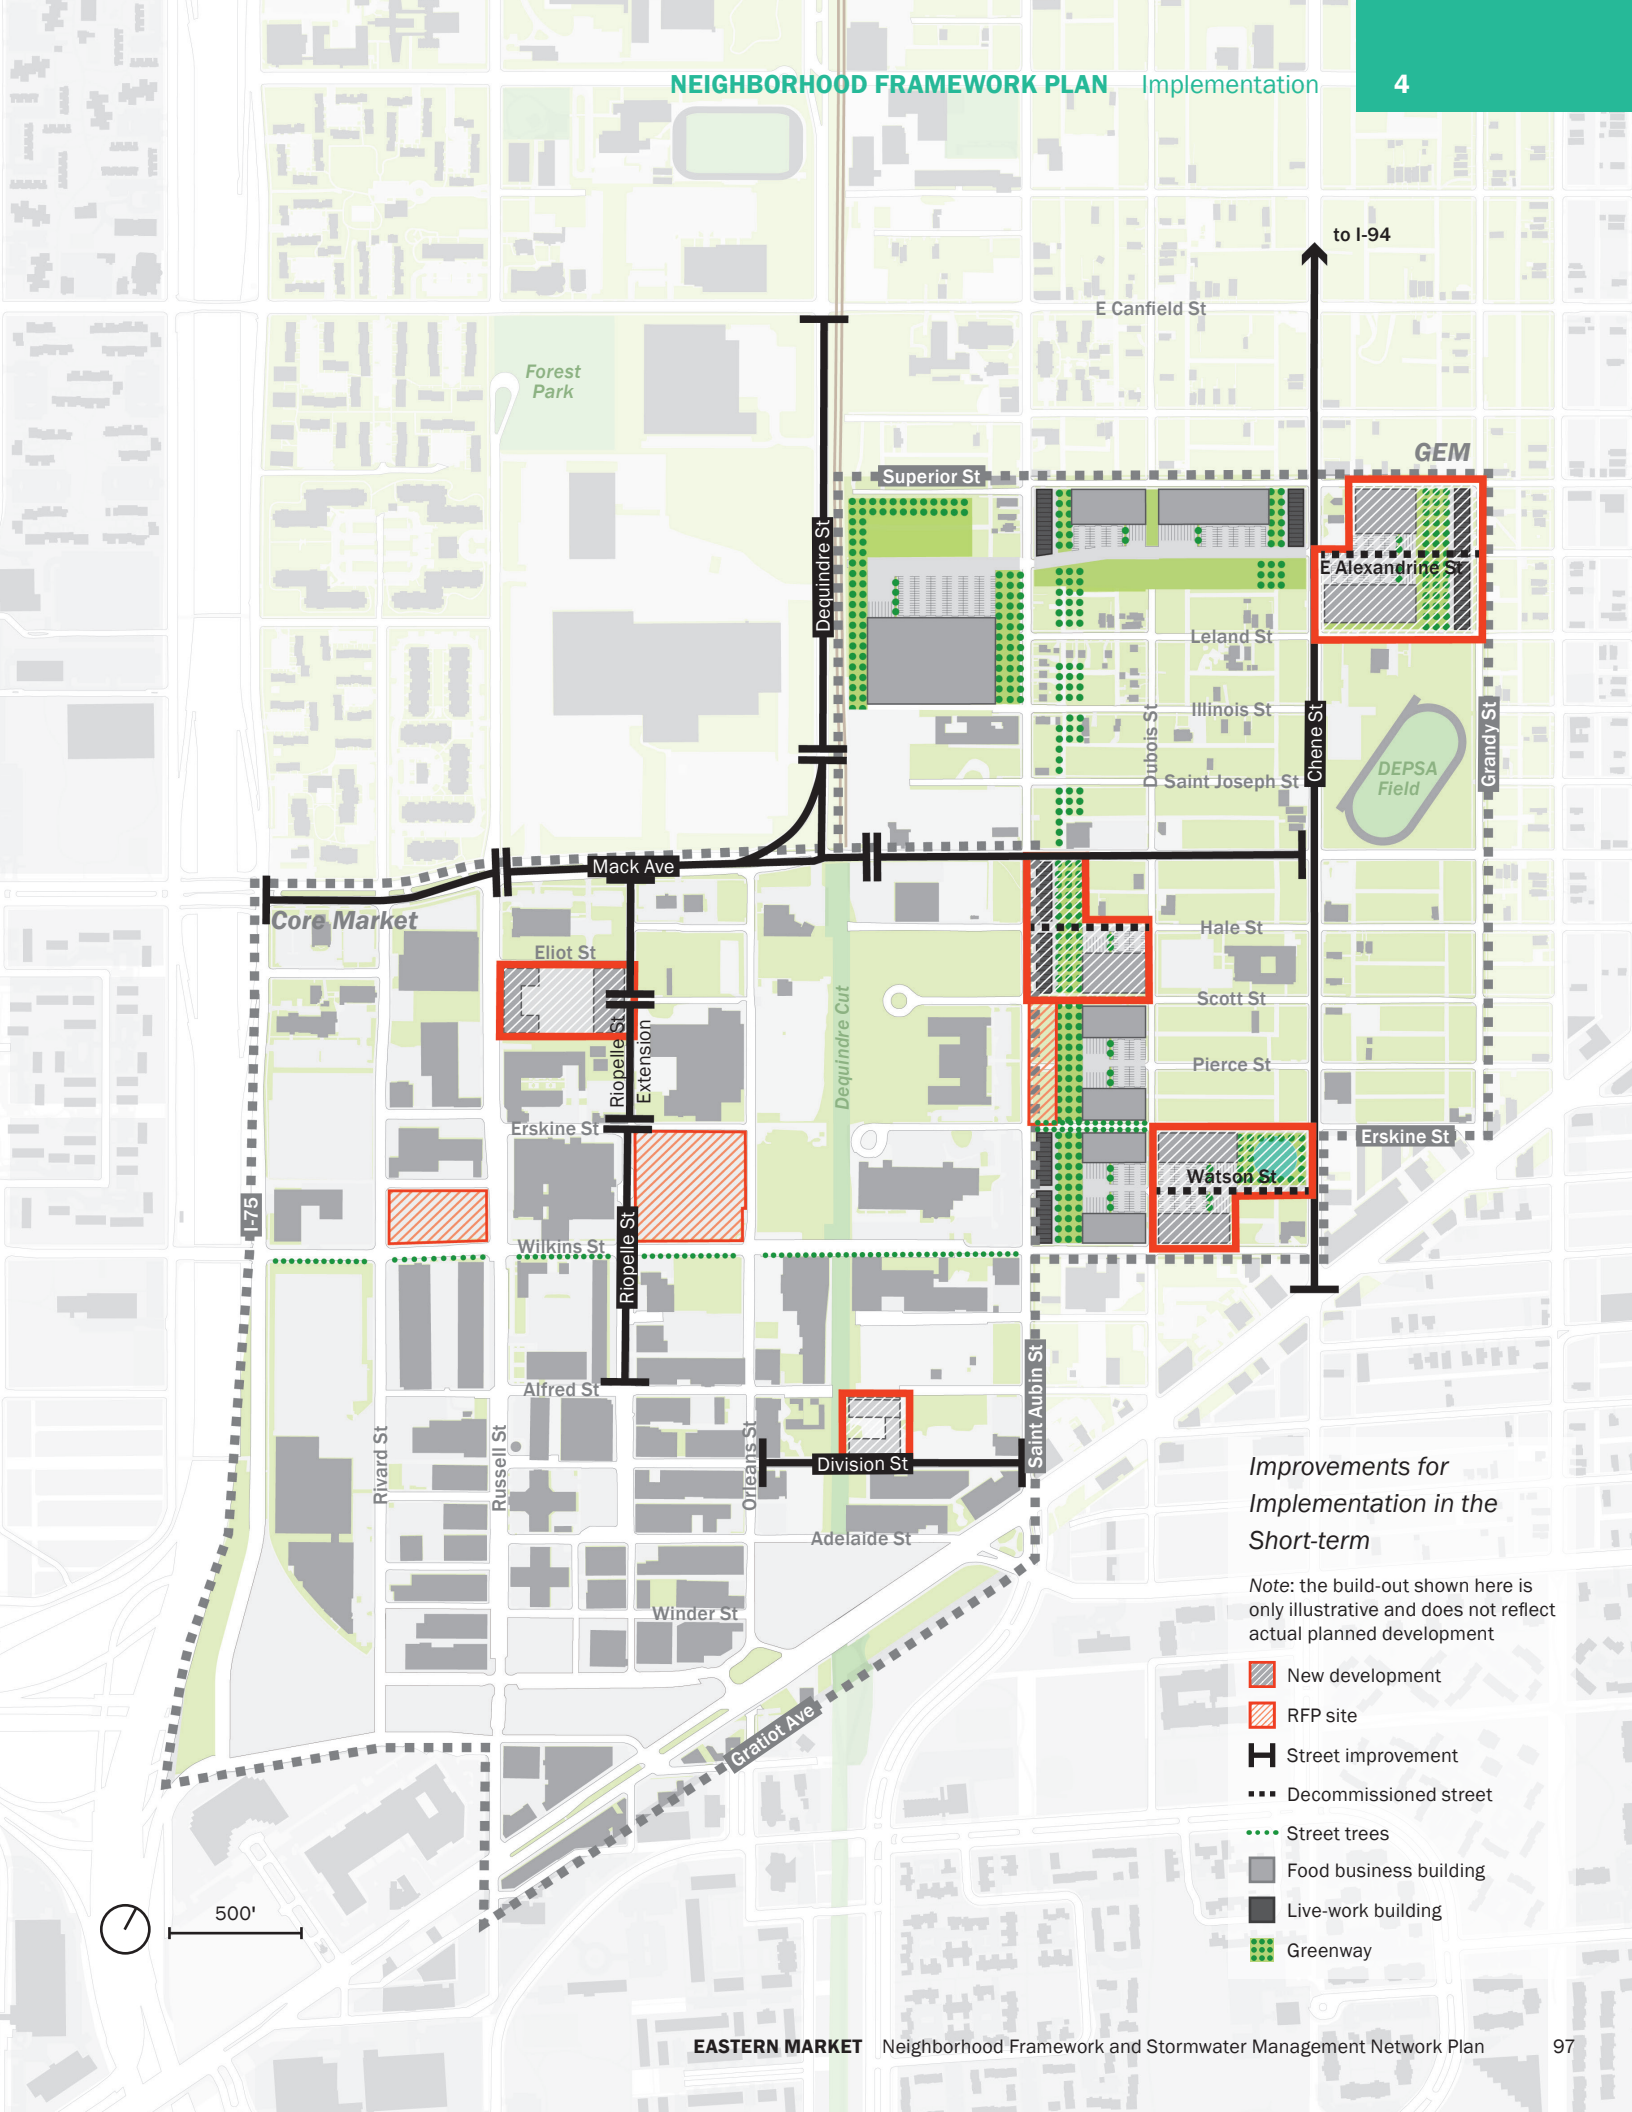 NEIGHBORHOOD FRAMEWORK PLAN Implementation 4
to I-94
E Canfield St
Forest
Park
GEM
Superior St
Dequindre St
E Alexandrine St
Leland St
Illinois St
Dubois St
Chene St
Grandy St
DEPSA
Field
Saint Joseph St
Mack Ave
Core Market
Hale St
Eliot St
Scott St
Dequindre Cut
Riopelle St
Extension
Pierce St
Erskine St
Erskine St
Watson St
I-75
Wilkins St
Riopelle St
Saint Aubin St
Alfred St
Rivard St
Russell St
Orleans St
Division St
Adelaide St
Winder St
Gratiot Ave
Improvements for
Implementation in the
Short-term
Note: the build-out shown here is
only illustrative and does not reflect
actual planned development
New development
RFP site
Street improvement
Decommissioned street
Street trees
Food business building
Live-work building
Greenway
500'
EASTERN MARKET Neighborhood Framework and Stormwater Management Network Plan 97